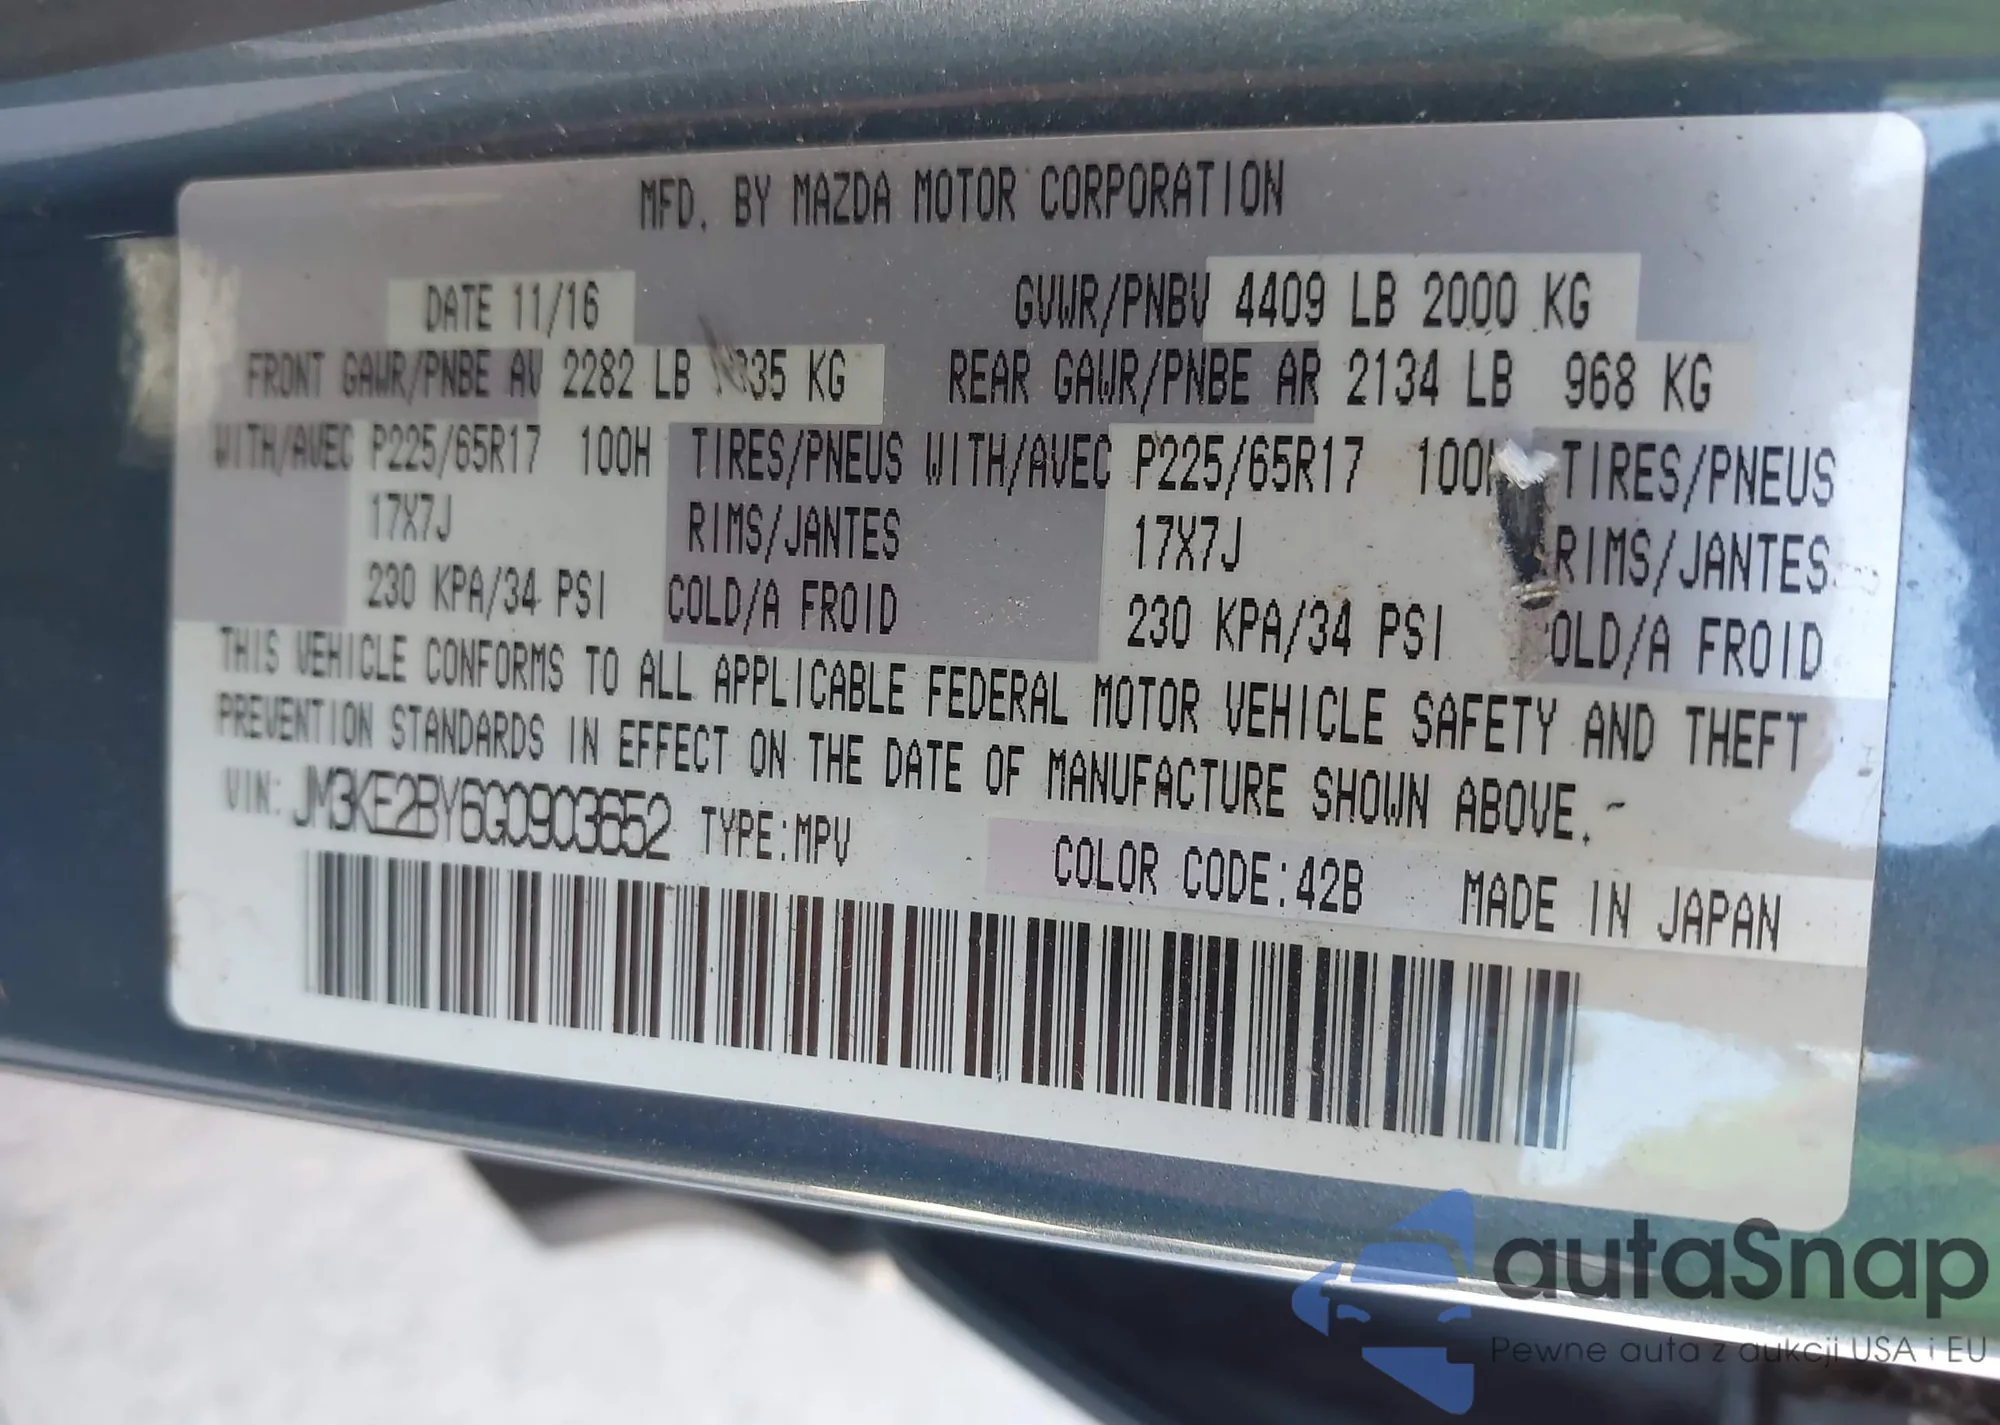 MFD. BY MAZDA MOTOR CORPORATION
DATE 11/16 GVWR/PNBV 4409 LB 2000 KG
FRONT GAWR/PNBE AV 2282 LB 035 KG REAR GAWR/PNBE AR 2134 LB 968 KG
WITH/AVEC P225/65R17 100H TIRES/PNEUS WITH/AVEC P225/65R17 100H TIRES/PNEUS
17X7J RIMS/JANTES 17X7J RIMS/JANTES
230 KPA/34 PSI COLD/A FROID 230 KPA/34 PSI OLD/A FROID
THIS VEHICLE CONFORMS TO ALL APPLICABLE FEDERAL MOTOR VEHICLE SAFETY AND THEFT
PREVENTION STANDARDS IN EFFECT ON THE DATE OF MANUFACTURE SHOWN ABOVE.
VIN: JM3KE2BY6G0903652 TYPE:MPV COLOR CODE:42B MADE IN JAPAN
autaSnap
Pewne auta z aukcji USA i EU